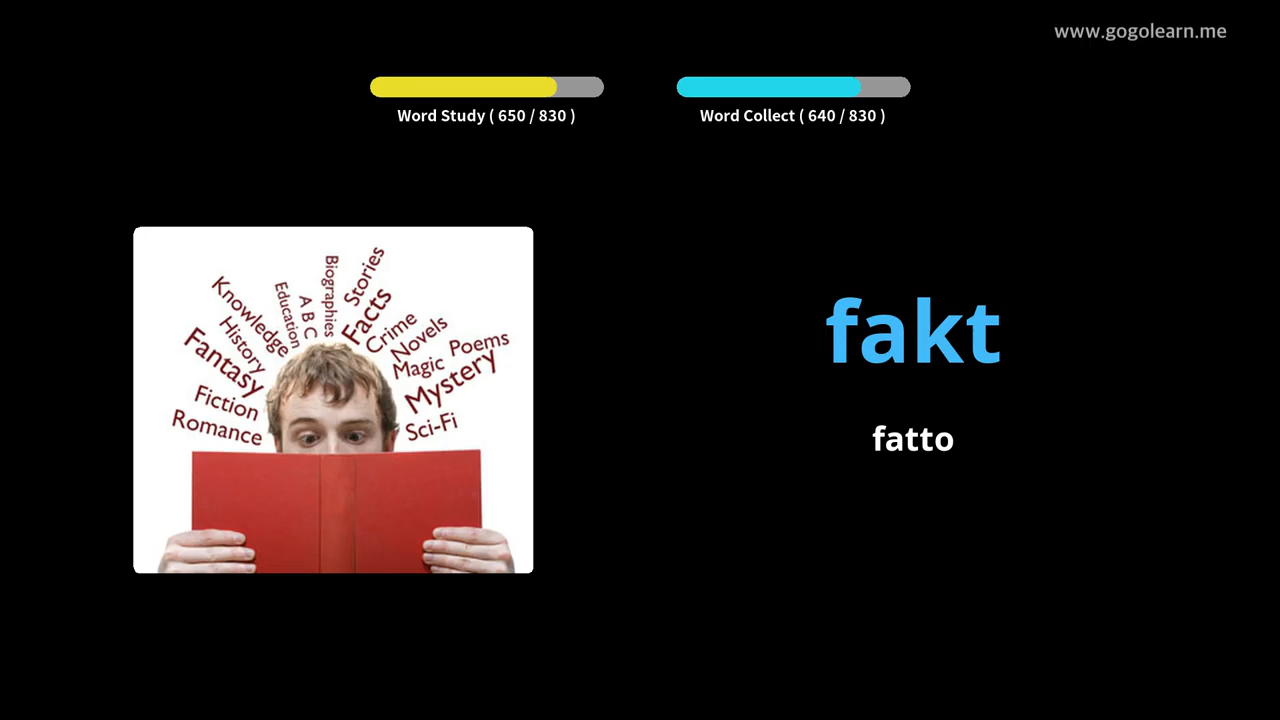 www.gogolearn.me
Word Study ( 650 / 830 )
Word Collect ( 640 / 830 )
Knowledge
Education
A B C
Biographies
Stories
Facts
History
Crime
Novels
Fantasy
Magic
Poems
Fiction
Mystery
Romance
Sci-Fi
fakt
fatto